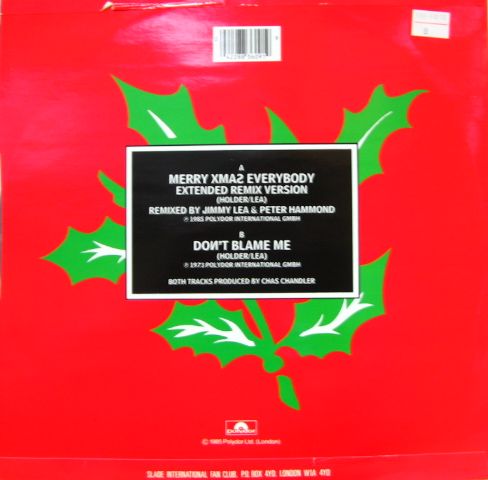 A
MERRY XMAS EVERYBODY
EXTENDED REMIX VERSION
(HOLDER/LEA)
REMIXED BY JIMMY LEA & PETER HAMMOND
℗ 1985 POLYDOR INTERNATIONAL GMBH
B
DON'T BLAME ME
(HOLDER/LEA)
℗ 1973 POLYDOR INTERNATIONAL GMBH
BOTH TRACKS PRODUCED BY CHAS CHANDLER
Polydor
© 1985 Polydor Ltd. (London).
SLADE INTERNATIONAL FAN CLUB. P.O. BOX 4YD. LONDON W1A 4YD